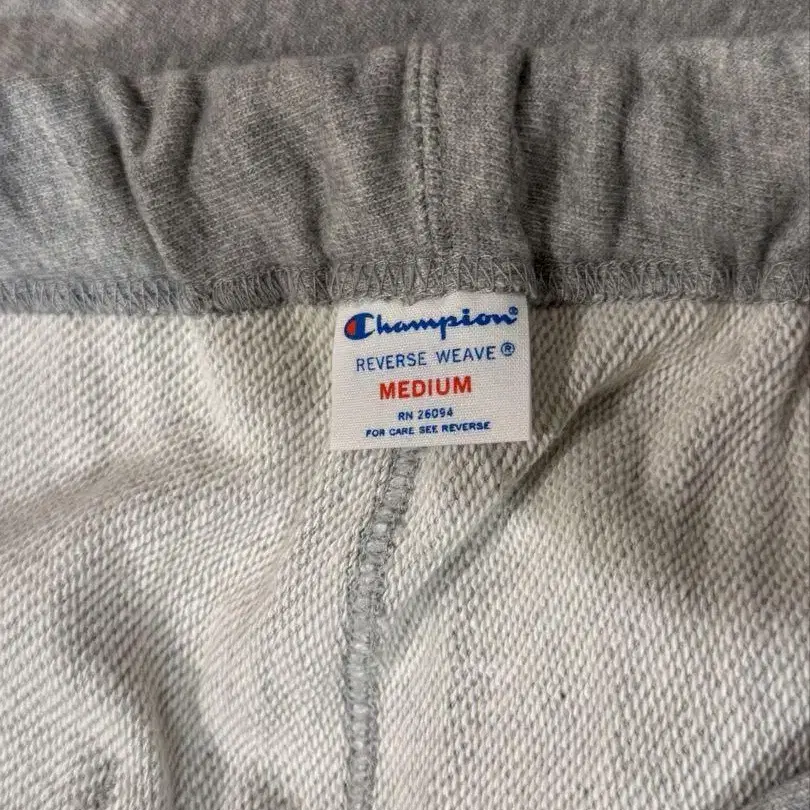 Champion®
REVERSE WEAVE®
MEDIUM
RN 26094
FOR CARE SEE REVERSE